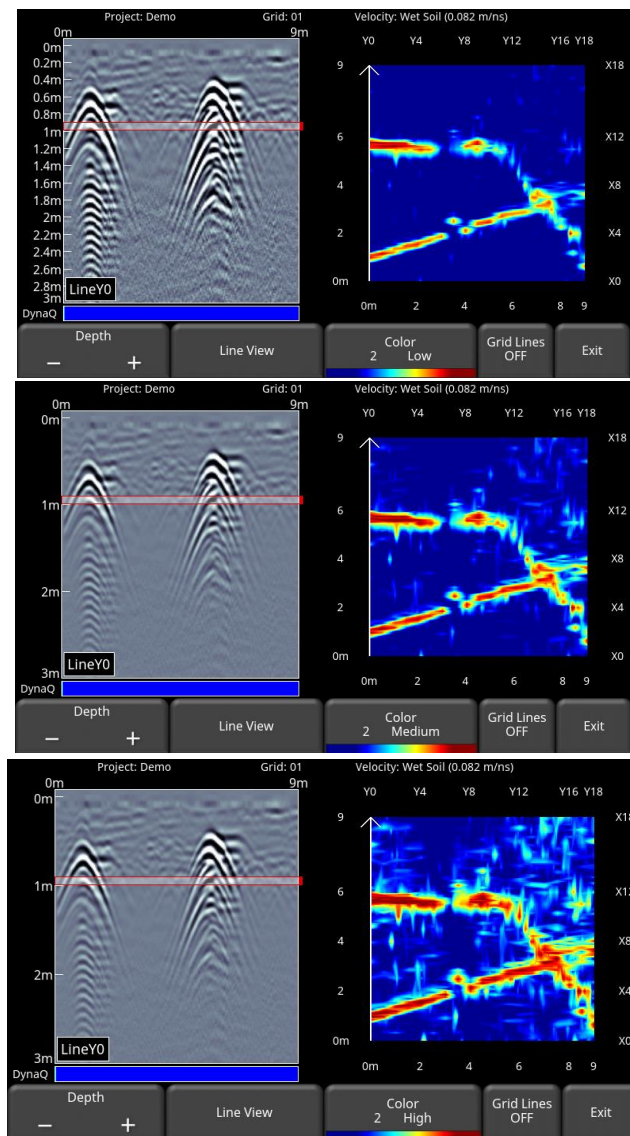 Project: Demo Grid: 01 Velocity: Wet Soil (0.082 m/ns)
0m 9m Y0 Y4 Y8 Y12 Y16 Y18
0m
0.2m
0.4m
0.6m
0.8m
1m
1.2m
1.4m
1.6m
1.8m
2m
2.2m
2.4m
2.6m
2.8m
3m
LineY0
DynaQ
9 X18
6 X12
4 X8
2 X4
0m X0
0m 2 4 6 8 9
Depth
− +
Line View
Color
2 Low
Grid Lines
OFF
Exit
Project: Demo Grid: 01 Velocity: Wet Soil (0.082 m/ns)
0m 9m Y0 Y4 Y8 Y12 Y16 Y18
0m
1m
2m
3m
LineY0
DynaQ
9 X18
6 X12
4 X8
2 X4
0m X0
0m 2 4 6 8 9
Depth
− +
Line View
Color
2 Medium
Grid Lines
OFF
Exit
Project: Demo Grid: 01 Velocity: Wet Soil (0.082 m/ns)
0m 9m Y0 Y4 Y8 Y12 Y16 Y18
0m
1m
2m
3m
LineY0
DynaQ
9 X18
6 X12
4 X8
2 X4
0m X0
0m 2 4 6 8 9
Depth
− +
Line View
Color
2 High
Grid Lines
OFF
Exit